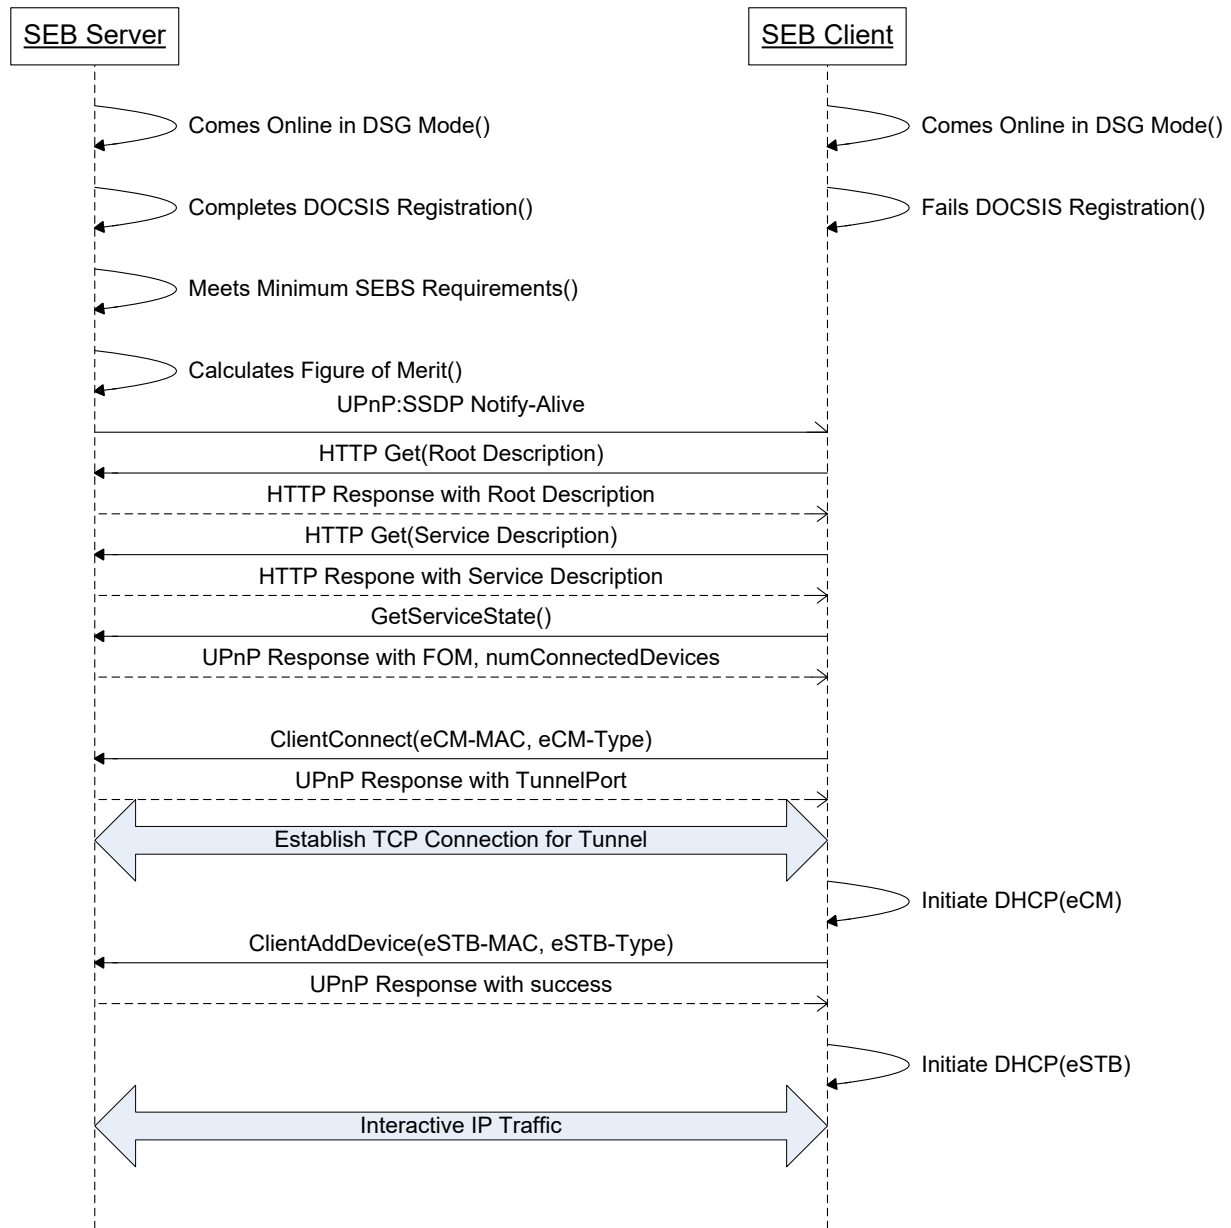 SEB Server
SEB Client
Comes Online in DSG Mode()
Comes Online in DSG Mode()
Completes DOCSIS Registration()
Fails DOCSIS Registration()
Meets Minimum SEBS Requirements()
Calculates Figure of Merit()
UPnP:SSDP Notify-Alive
HTTP Get(Root Description)
HTTP Response with Root Description
HTTP Get(Service Description)
HTTP Respone with Service Description
GetServiceState()
UPnP Response with FOM, numConnectedDevices
ClientConnect(eCM-MAC, eCM-Type)
UPnP Response with TunnelPort
Establish TCP Connection for Tunnel
Initiate DHCP(eCM)
ClientAddDevice(eSTB-MAC, eSTB-Type)
UPnP Response with success
Initiate DHCP(eSTB)
Interactive IP Traffic